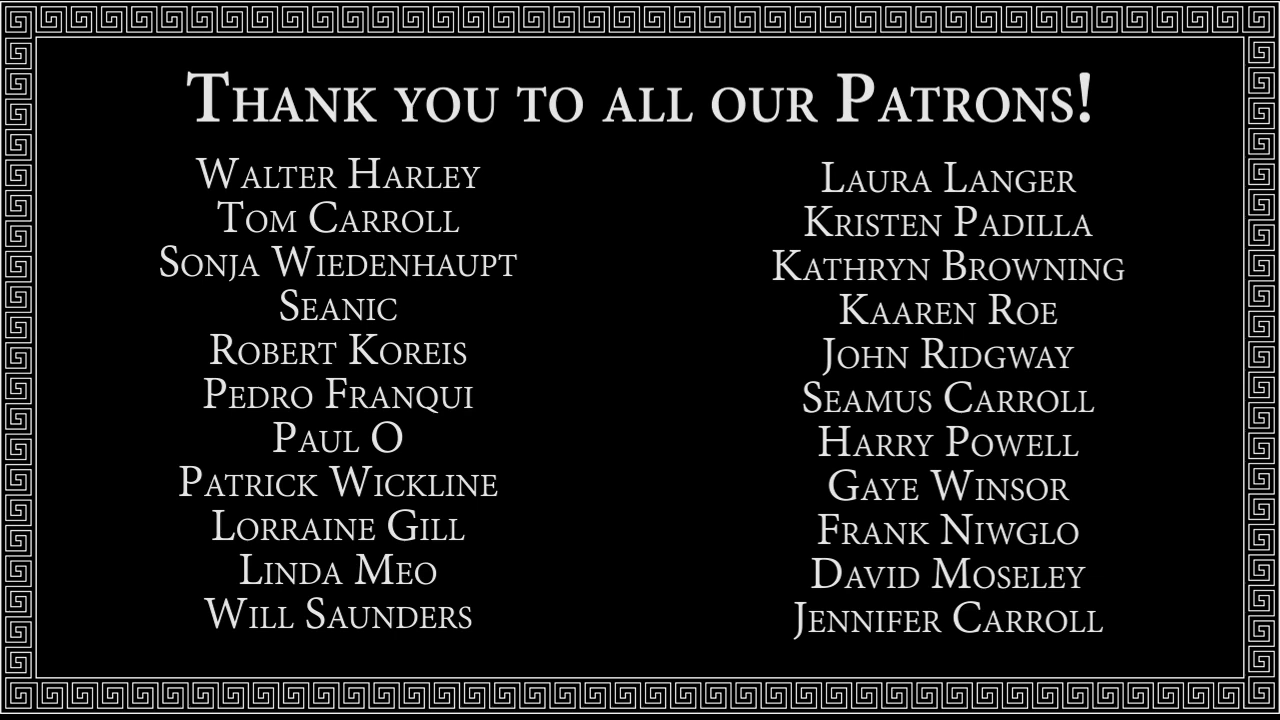 Thank you to all our Patrons!
Walter Harley
Tom Carroll
Sonja Wiedenhaupt
Seanic
Robert Koreis
Pedro Franqui
Paul O
Patrick Wickline
Lorraine Gill
Linda Meo
Will Saunders
Laura Langer
Kristen Padilla
Kathryn Browning
Kaaren Roe
John Ridgway
Seamus Carroll
Harry Powell
Gaye Winsor
Frank Niwglo
David Moseley
Jennifer Carroll